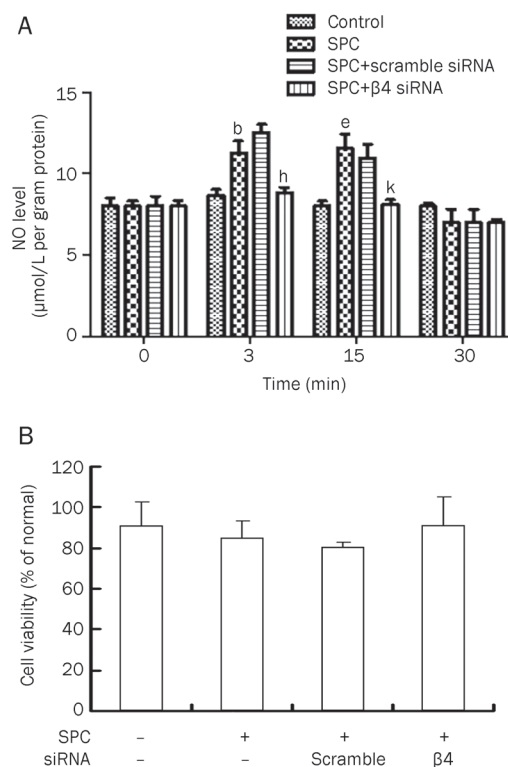 A
Control
SPC
SPC+scramble siRNA
SPC+β4 siRNA
NO level
(μmol/L per gram protein)
15
10
5
0
b
h
e
k
0 3 15 30
Time (min)
B
Cell viability (% of normal)
120
100
80
60
40
20
0
SPC – + + +
siRNA – – Scramble β4